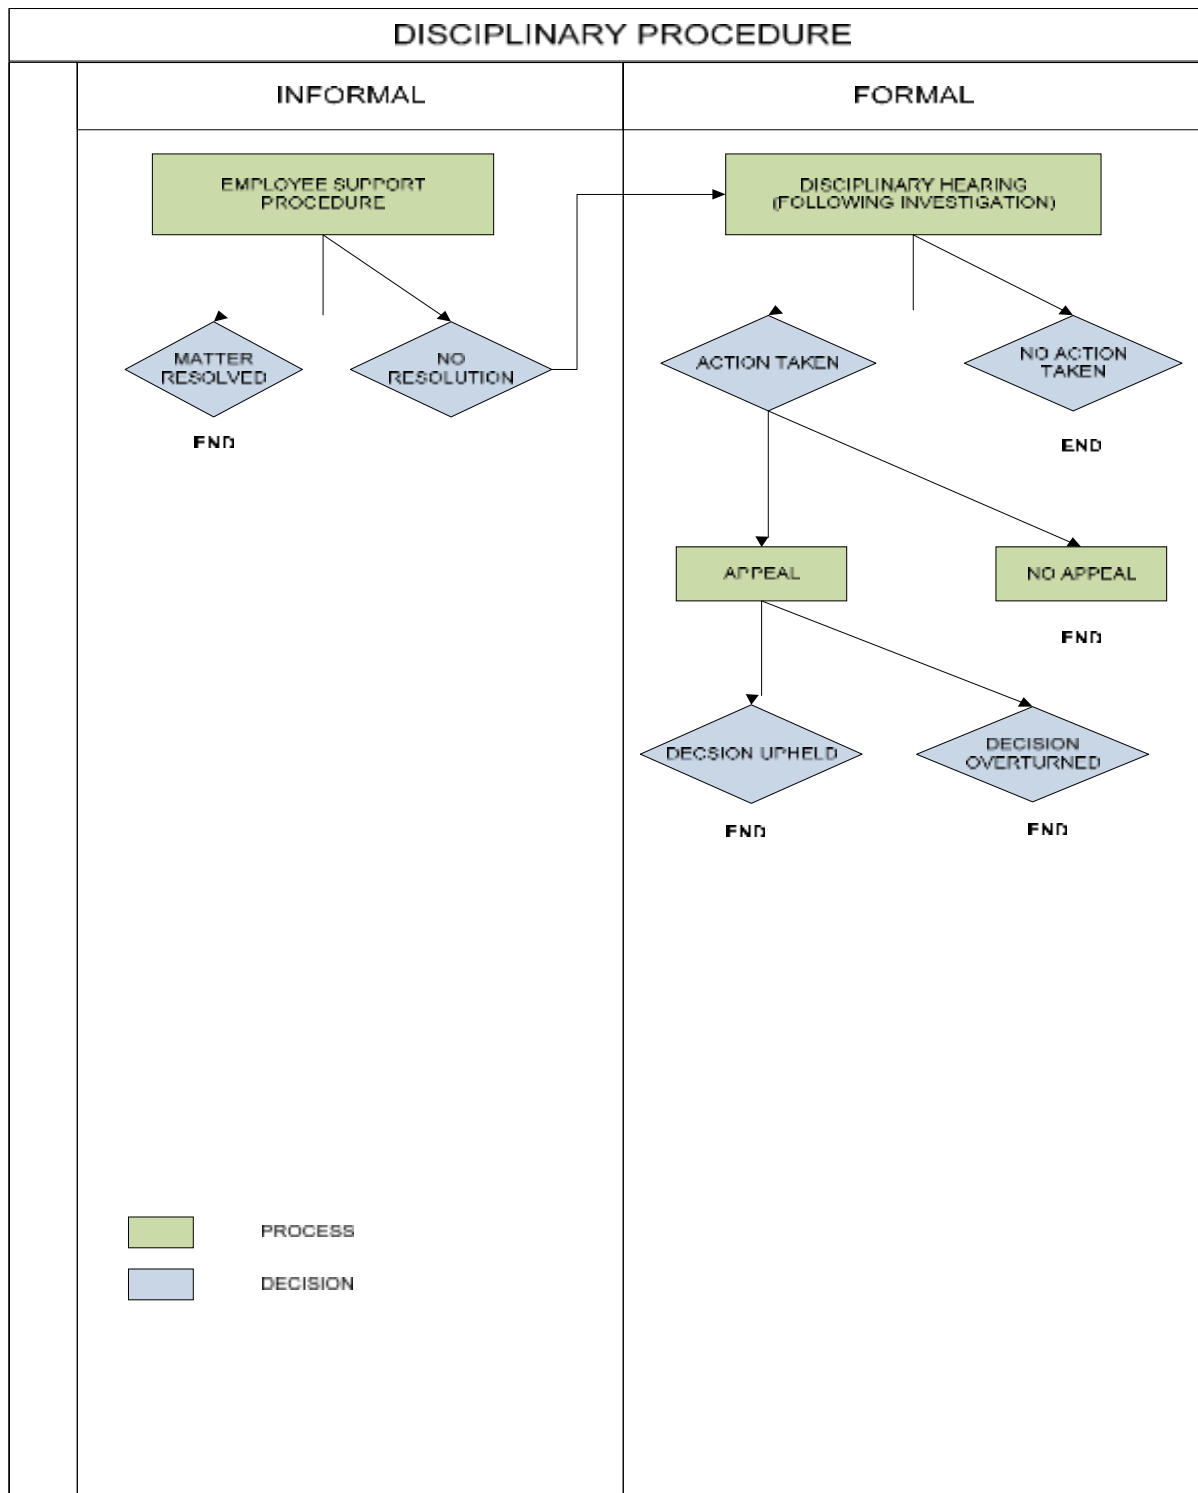 DISCIPLINARY PROCEDURE
INFORMAL
FORMAL
EMPLOYEE SUPPORT
PROCEDURE
DISCIPLINARY HEARING
(FOLLOWING INVESTIGATION)
MATTER
RESOLVED
NO
RESOLUTION
ACTION TAKEN
NO ACTION
TAKEN
END
END
APPEAL
NO APPEAL
END
DECSION UPHELD
DECISION
OVERTURNED
END
END
PROCESS
DECISION